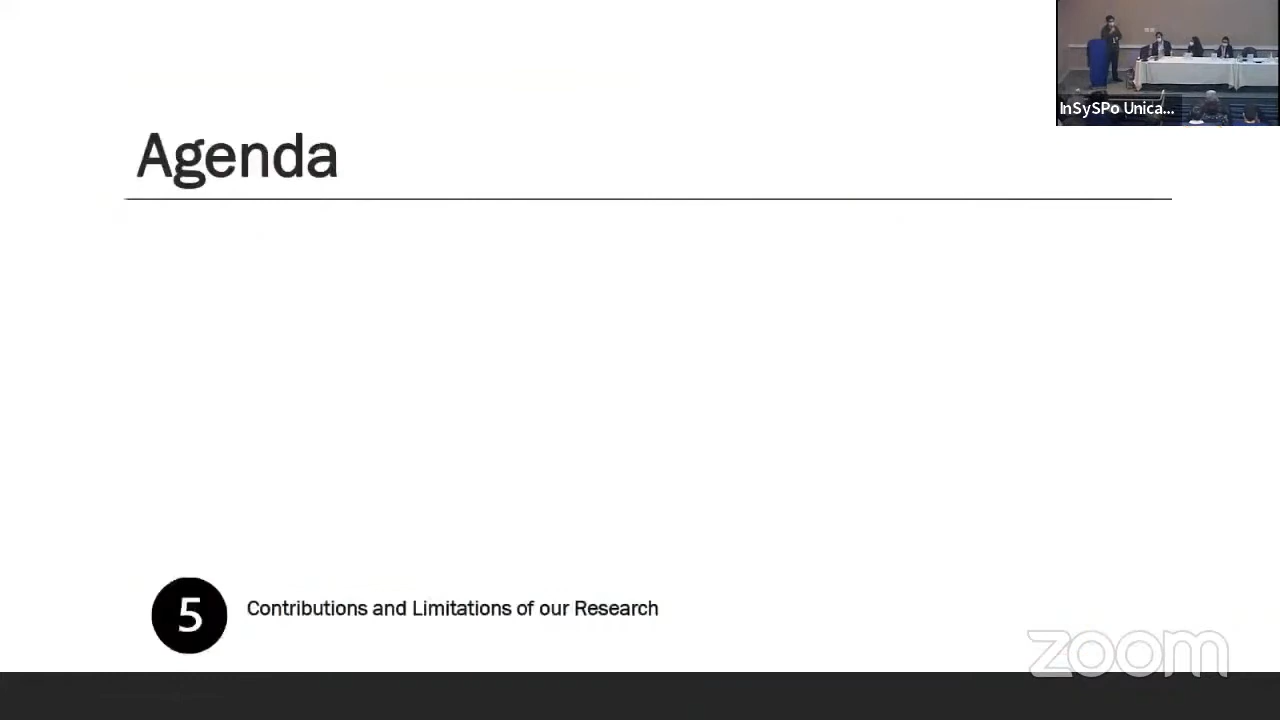 InSySPo Unica...
Agenda
5
Contributions and Limitations of our Research
zoom